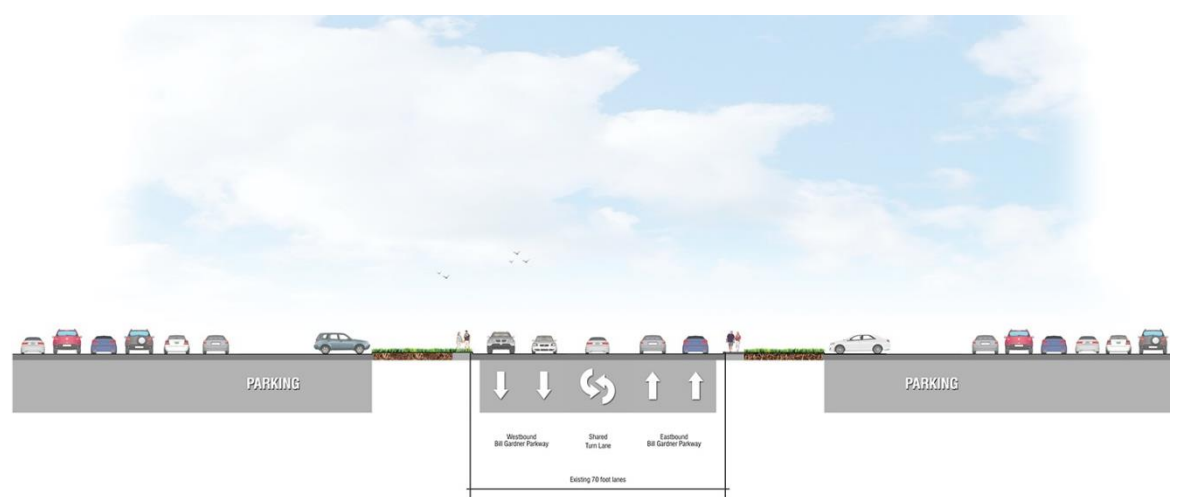 PARKING
PARKING
Westbound
Bill Gardner Parkway
Shared
Turn Lane
Eastbound
Bill Gardner Parkway
Existing 70 foot lanes